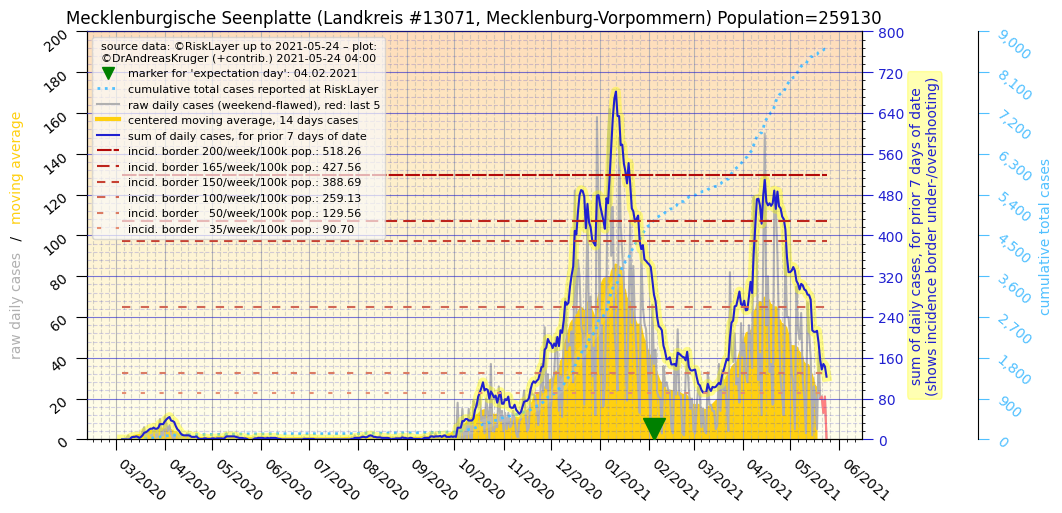 Mecklenburgische Seenplatte (Landkreis #13071, Mecklenburg-Vorpommern) Population=259130
source data: ©RiskLayer up to 2021-05-24 – plot:
©DrAndreasKruger (+contrib.) 2021-05-24 04:00
marker for 'expectation day': 04.02.2021
cumulative total cases reported at RiskLayer
raw daily cases (weekend-flawed), red: last 5
centered moving average, 14 days cases
sum of daily cases, for prior 7 days of date
incid. border 200/week/100k pop.: 518.26
incid. border 165/week/100k pop.: 427.56
incid. border 150/week/100k pop.: 388.69
incid. border 100/week/100k pop.: 259.13
incid. border   50/week/100k pop.: 129.56
incid. border   35/week/100k pop.: 90.70
raw daily cases   /   moving average
200
180
160
140
120
100
80
60
40
20
0
03/2020
04/2020
05/2020
06/2020
07/2020
08/2020
09/2020
10/2020
11/2020
12/2020
01/2021
02/2021
03/2021
04/2021
05/2021
06/2021
800
720
640
560
480
400
320
240
160
80
0
sum of daily cases, for prior 7 days of date
(shows incidence border under-/overshooting)
9,000
8,100
7,200
6,300
5,400
4,500
3,600
2,700
1,800
900
0
cumulative total cases